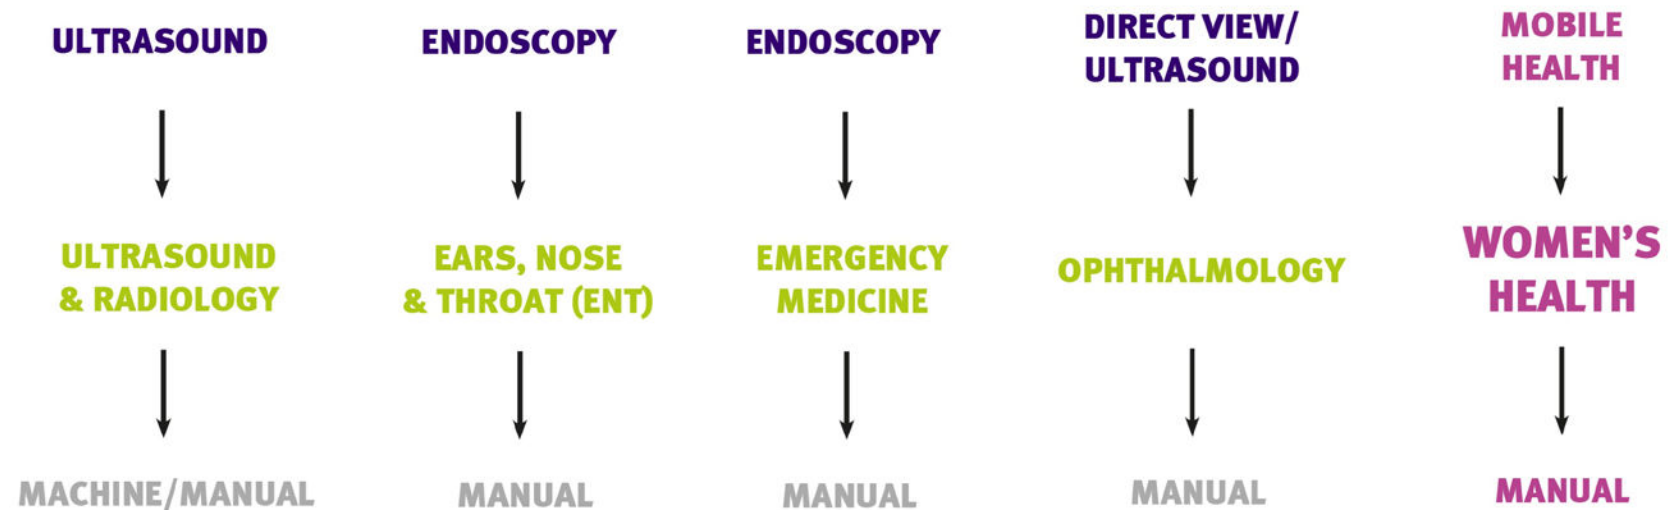 ULTRASOUND
ENDOSCOPY
ENDOSCOPY
DIRECT VIEW/
ULTRASOUND
MOBILE
HEALTH
ULTRASOUND
& RADIOLOGY
EARS, NOSE
& THROAT (ENT)
EMERGENCY
MEDICINE
OPHTHALMOLOGY
WOMEN'S
HEALTH
MACHINE/MANUAL
MANUAL
MANUAL
MANUAL
MANUAL